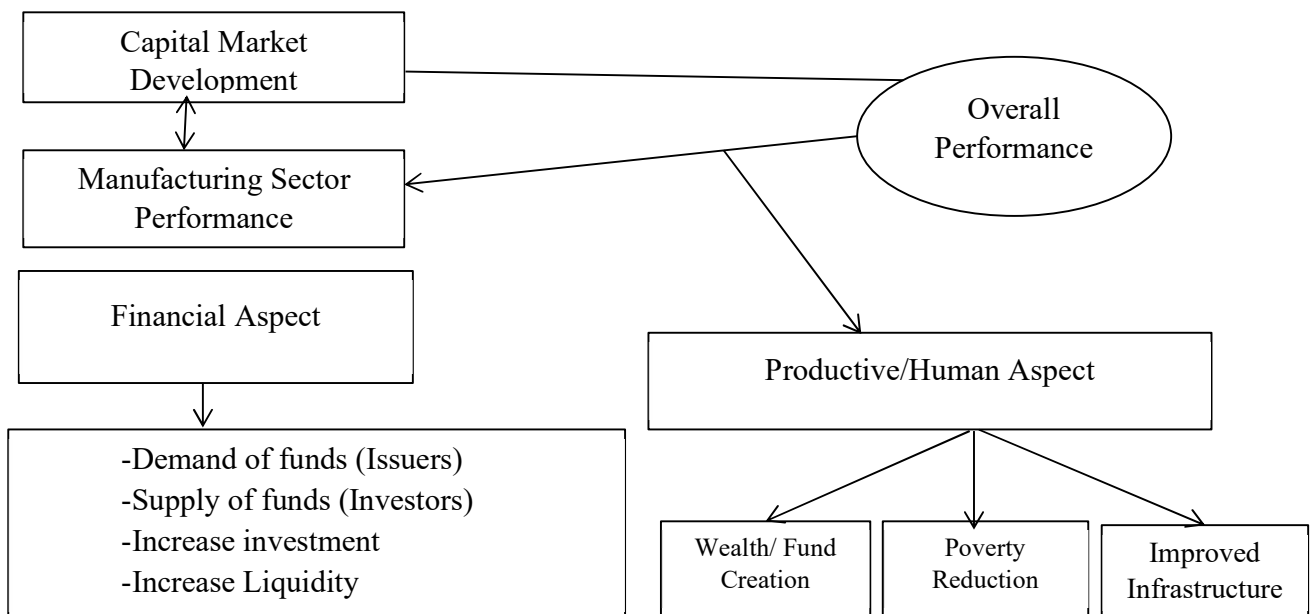 Capital Market
Development
Overall
Performance
Manufacturing Sector
Performance
Financial Aspect
Productive/Human Aspect
-Demand of funds (Issuers)
-Supply of funds (Investors)
-Increase investment
-Increase Liquidity
Wealth/ Fund
Creation
Poverty
Reduction
Improved
Infrastructure